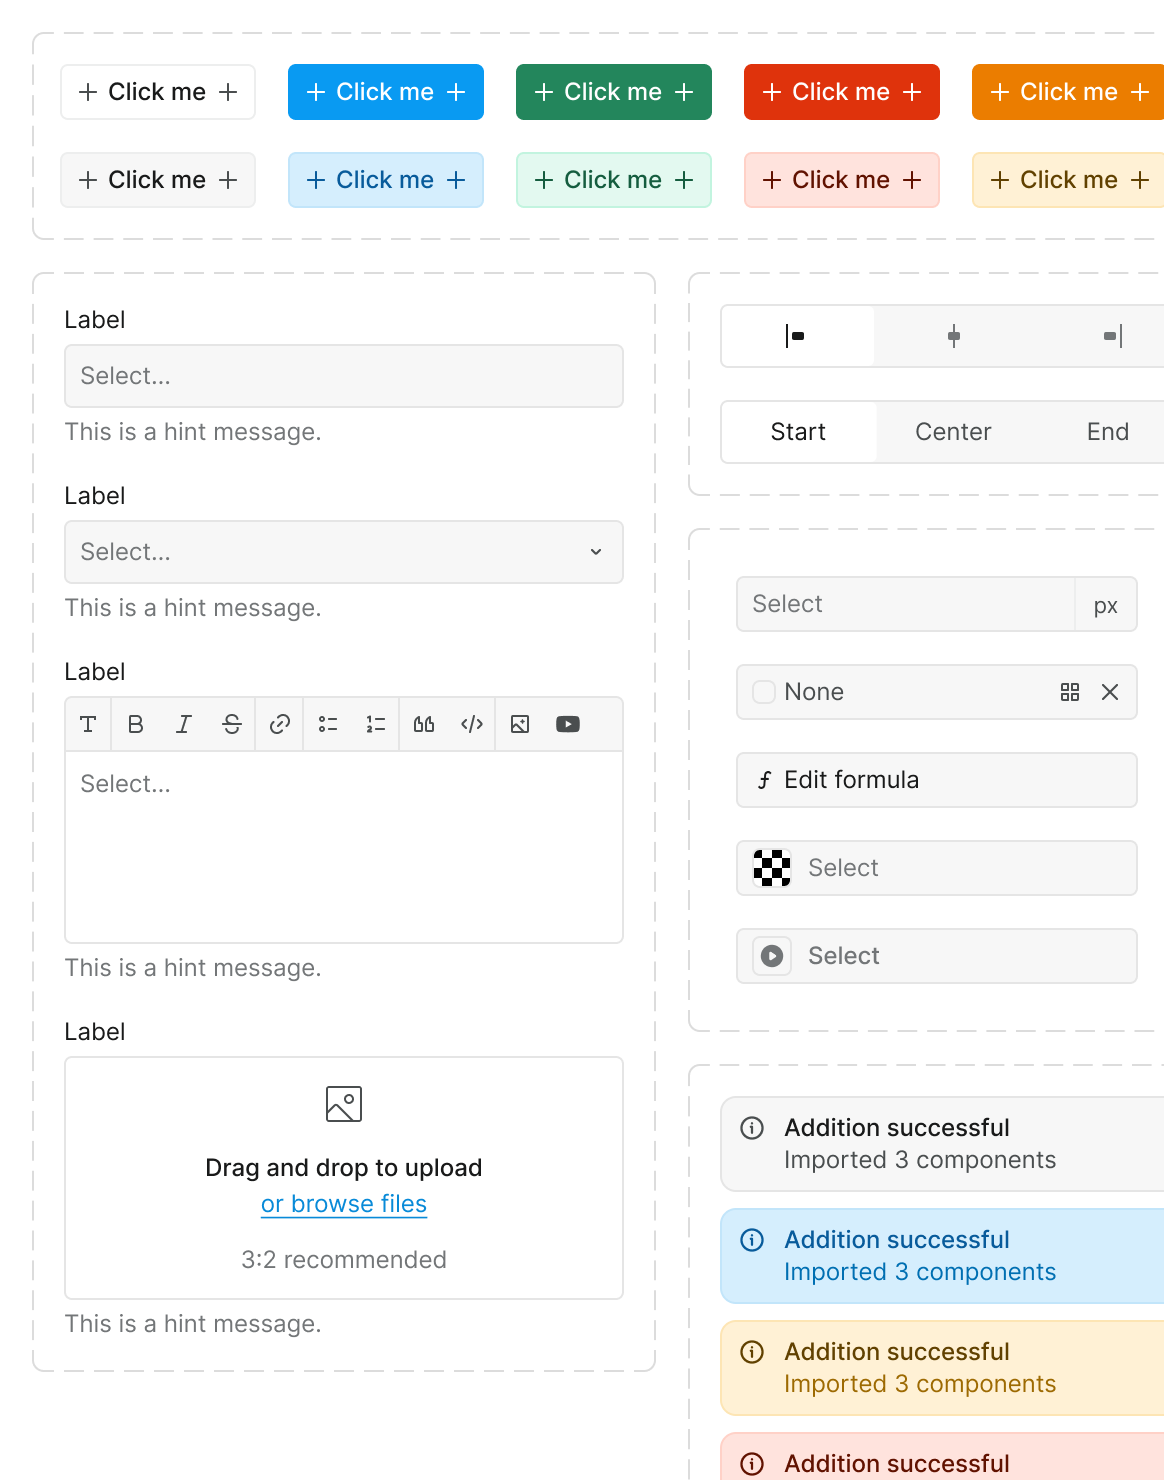 Click me
Click me
Click me
Click me
Click me
Click me
Click me
Click me
Click me
Click me
Label
Select...
This is a hint message.
Label
Select...
This is a hint message.
Label
Select...
This is a hint message.
Label
Drag and drop to upload
or browse files
3:2 recommended
This is a hint message.
Start Center End
Select px
None
Edit formula
Select
Select
Addition successful
Imported 3 components
Addition successful
Imported 3 components
Addition successful
Imported 3 components
Addition successful